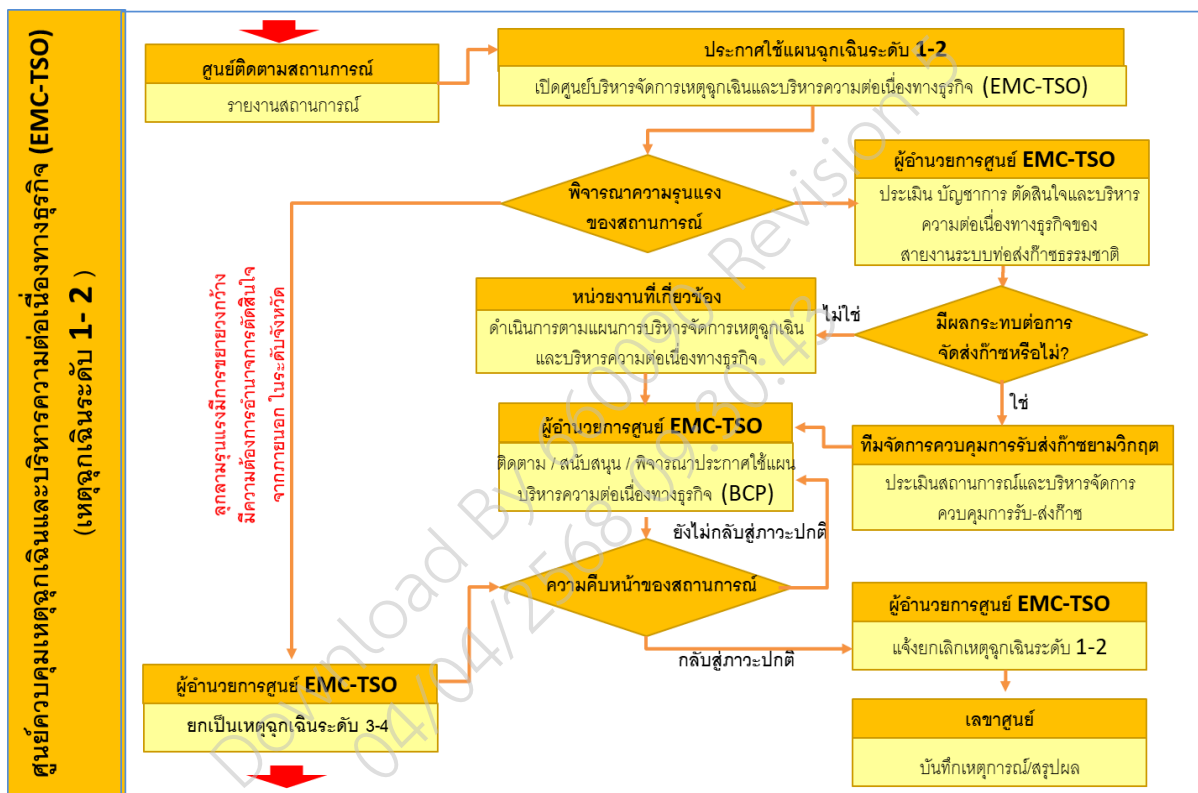 ศูนย์ควบคุมเหตุฉุกเฉินและบริหารความต่อเนื่องทางธุรกิจ (EMC-TSO)
(เหตุฉุกเฉินระดับ 1- 2 )
ศูนย์ติดตามสถานการณ์
รายงานสถานการณ์
ประกาศใช้แผนฉุกเฉินระดับ 1-2
เปิดศูนย์บริหารจัดการเหตุฉุกเฉินและบริหารความต่อเนื่องทางธุรกิจ (EMC-TSO)
พิจารณาความรุนแรง
ของสถานการณ์
ผู้อำนวยการศูนย์ EMC-TSO
ประเมิน บัญชาการ ตัดสินใจและบริหาร
ความต่อเนื่องทางธุรกิจของ
สายงานระบบท่อส่งก๊าซธรรมชาติ
ลุกลามรุนแรงมีการขยายวงกว้าง
มีความต้องการอำนาจการตัดสินใจ
จากภายนอก ในระดับจังหวัด
มีผลกระทบต่อการ
จัดส่งก๊าซหรือไม่?
ไม่ใช่
หน่วยงานที่เกี่ยวข้อง
ดำเนินการตามแผนการบริหารจัดการเหตุฉุกเฉิน
และบริหารความต่อเนื่องทางธุรกิจ
ใช่
ทีมจัดการควบคุมการรับส่งก๊าซยามวิกฤต
ประเมินสถานการณ์และบริหารจัดการ
ควบคุมการรับ-ส่งก๊าซ
ผู้อำนวยการศูนย์ EMC-TSO
ติดตาม / สนับสนุน / พิจารณาประกาศใช้แผน
บริหารความต่อเนื่องทางธุรกิจ (BCP)
ยังไม่กลับสู่ภาวะปกติ
ความคืบหน้าของสถานการณ์
กลับสู่ภาวะปกติ
ผู้อำนวยการศูนย์ EMC-TSO
แจ้งยกเลิกเหตุฉุกเฉินระดับ 1-2
ผู้อำนวยการศูนย์ EMC-TSO
ยกเป็นเหตุฉุกเฉินระดับ 3-4
เลขาศูนย์
บันทึกเหตุการณ์/สรุปผล
Download By 660090 Revision 5
04/04/2568 09:30:43